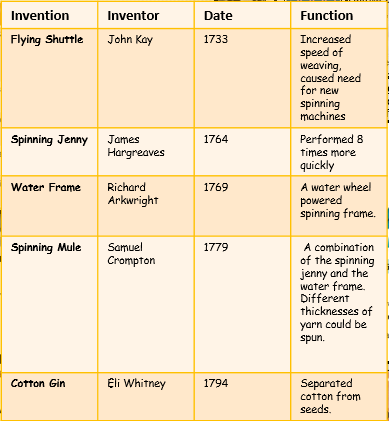 Invention Inventor Date Function
Flying Shuttle John Kay 1733 Increased
speed of
weaving,
caused need
for new
spinning
machines
Spinning Jenny James 1764 Performed 8
Hargreaves times more
quickly
Water Frame Richard 1769 A water wheel
Arkwright powered
spinning frame.
Spinning Mule Samuel 1779 A combination
Crompton of the spinning
jenny and the
water frame.
Different
thicknesses of
yarn could be
spun.
Cotton Gin Eli Whitney 1794 Separated
cotton from
seeds.